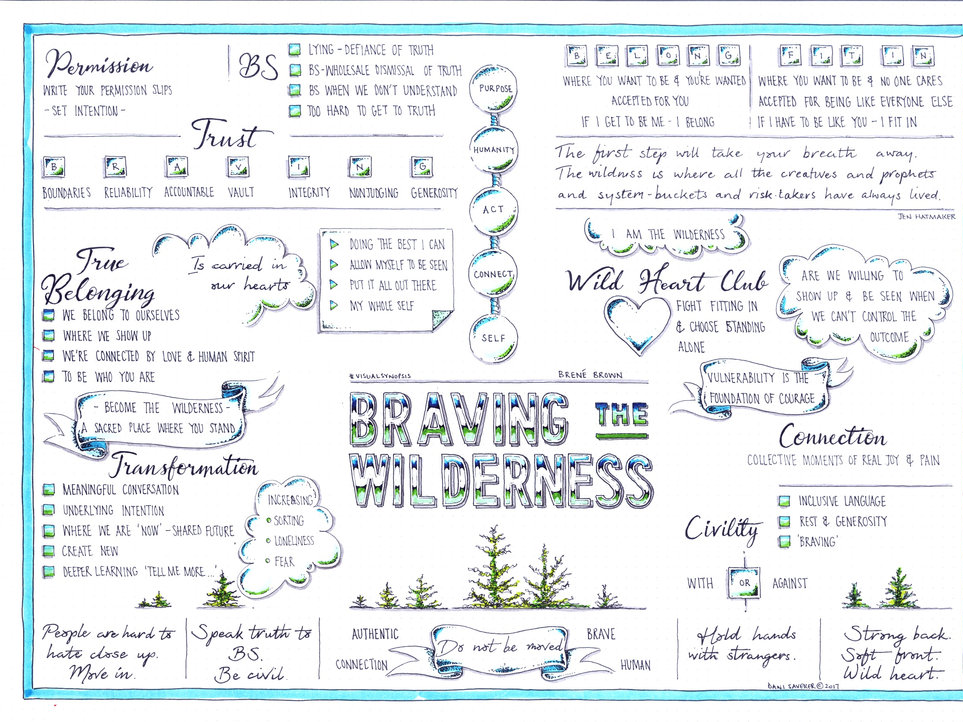 Permission
WRITE YOUR PERMISSION SLIPS
- SET INTENTION -
BS
LYING - DEFIANCE OF TRUTH
BS - WHOLESALE DISMISSAL OF TRUTH
BS WHEN WE DON'T UNDERSTAND
TOO HARD TO GET TO TRUTH
Trust
B R A V I N G
BOUNDARIES RELIABILITY ACCOUNTABLE VAULT INTEGRITY NONJUDGING GENEROSITY
PURPOSE
HUMANITY
ACT
CONNECT
SELF
B E L O N G
WHERE YOU WANT TO BE & YOU'RE WANTED
ACCEPTED FOR YOU
IF I GET TO BE ME - I BELONG
F I T I N
WHERE YOU WANT TO BE & NO ONE CARES
ACCEPTED FOR BEING LIKE EVERYONE ELSE
IF I HAVE TO BE LIKE YOU - I FIT IN
The first step will take your breath away.
The wildness is where all the creatives and prophets
and system-buckets and risk-takers have always lived.
JEN HATMAKER
True
Belonging
Is carried in
our hearts
WE BELONG TO OURSELVES
WHERE WE SHOW UP
WE'RE CONNECTED BY LOVE & HUMAN SPIRIT
TO BE WHO YOU ARE
DOING THE BEST I CAN
ALLOW MYSELF TO BE SEEN
PUT IT ALL OUT THERE
MY WHOLE SELF
I AM THE WILDERNESS
Wild Heart Club
FIGHT FITTING IN
& CHOOSE STANDING
ALONE
ARE WE WILLING TO
SHOW UP & BE SEEN WHEN
WE CAN'T CONTROL THE
OUTCOME
- BECOME THE WILDERNESS -
A SACRED PLACE WHERE YOU STAND
#VISUALSYNOPSIS
BRENÉ BROWN
BRAVING THE
WILDERNESS
VULNERABILITY IS THE
FOUNDATION OF COURAGE
Connection
COLLECTIVE MOMENTS OF REAL JOY & PAIN
Transformation
MEANINGFUL CONVERSATION
UNDERLYING INTENTION
WHERE WE ARE 'NOW' - SHARED FUTURE
CREATE NEW
DEEPER LEARNING 'TELL ME MORE...'
INCREASING
SORTING
LONELINESS
FEAR
Civility
INCLUSIVE LANGUAGE
REST & GENEROSITY
'BRAVING'
WITH OR AGAINST
People are hard to
hate close up.
Move in.
Speak truth to
BS.
Be civil
AUTHENTIC
CONNECTION
Do not be moved
BRAVE
HUMAN
Hold hands
with strangers.
Strong back.
Soft front.
Wild heart.
DANI SAVEKER © 2017